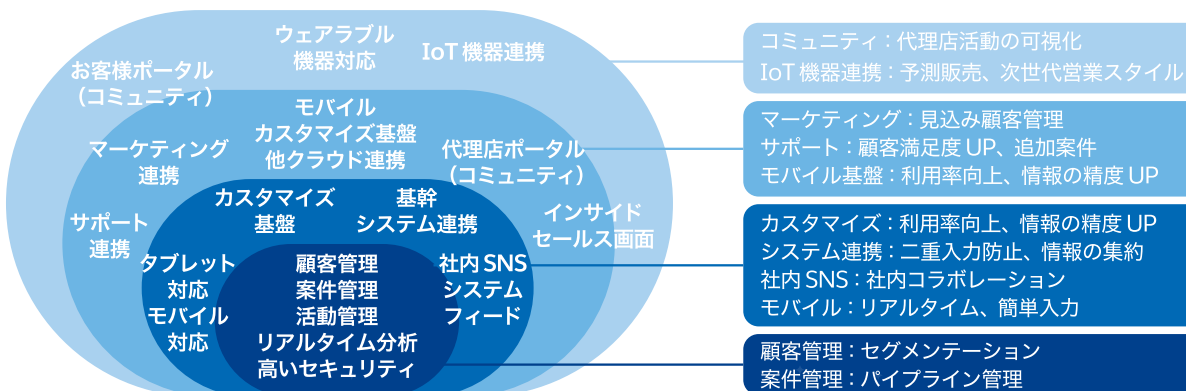 ウェアラブル
機器対応
IoT 機器連携
お客様ポータル
（コミュニティ）
モバイル
カスタマイズ基盤
他クラウド連携
マーケティング
連携
代理店ポータル
（コミュニティ）
サポート
連携
カスタマイズ
基盤
基幹
システム連携
インサイド
セールス画面
タブレット
対応
モバイル
対応
顧客管理
案件管理
活動管理
リアルタイム分析
高いセキュリティ
社内 SNS
システム
フィード
コミュニティ：代理店活動の可視化
IoT 機器連携：予測販売、次世代営業スタイル
マーケティング：見込み顧客管理
サポート：顧客満足度 UP、追加案件
モバイル基盤：利用率向上、情報の精度 UP
カスタマイズ：利用率向上、情報の精度 UP
システム連携：二重入力防止、情報の集約
社内 SNS：社内コラボレーション
モバイル：リアルタイム、簡単入力
顧客管理：セグメンテーション
案件管理：パイプライン管理